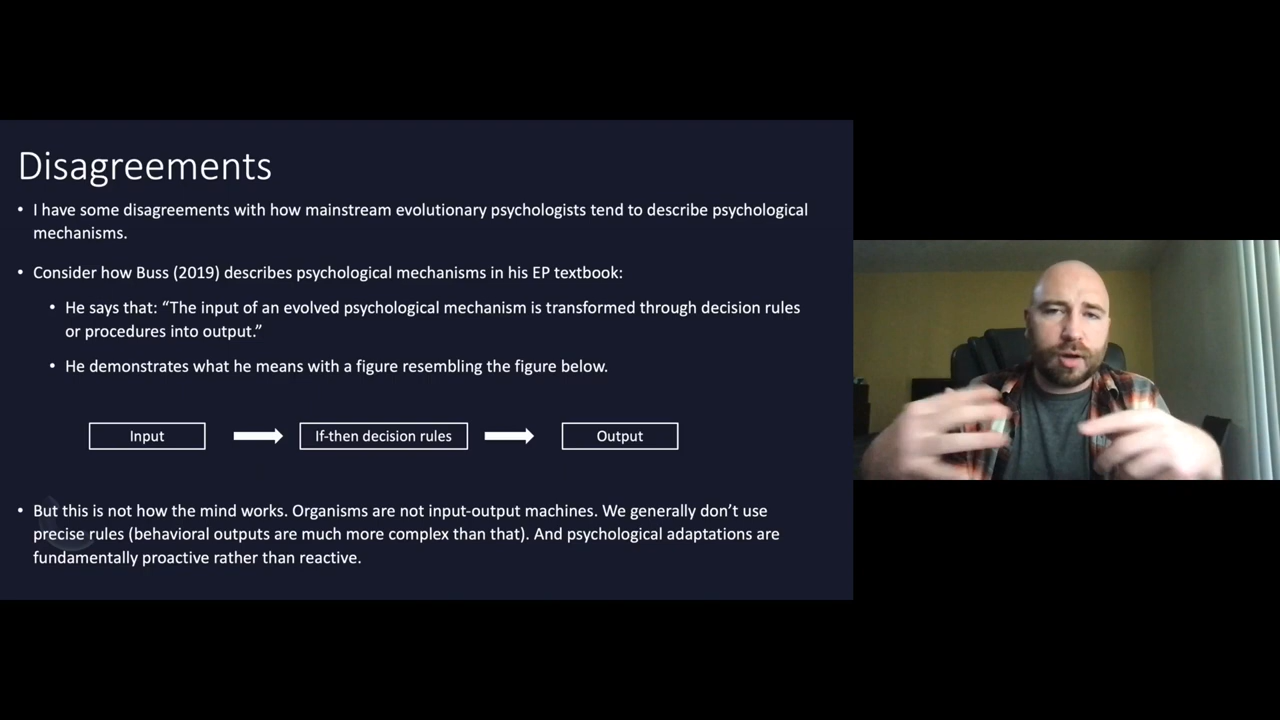 Disagreements
• I have some disagreements with how mainstream evolutionary psychologists tend to describe psychological
mechanisms.
• Consider how Buss (2019) describes psychological mechanisms in his EP textbook:
• He says that: “The input of an evolved psychological mechanism is transformed through decision rules
or procedures into output.”
• He demonstrates what he means with a figure resembling the figure below.
Input
If-then decision rules
Output
• But this is not how the mind works. Organisms are not input-output machines. We generally don’t use
precise rules (behavioral outputs are much more complex than that). And psychological adaptations are
fundamentally proactive rather than reactive.